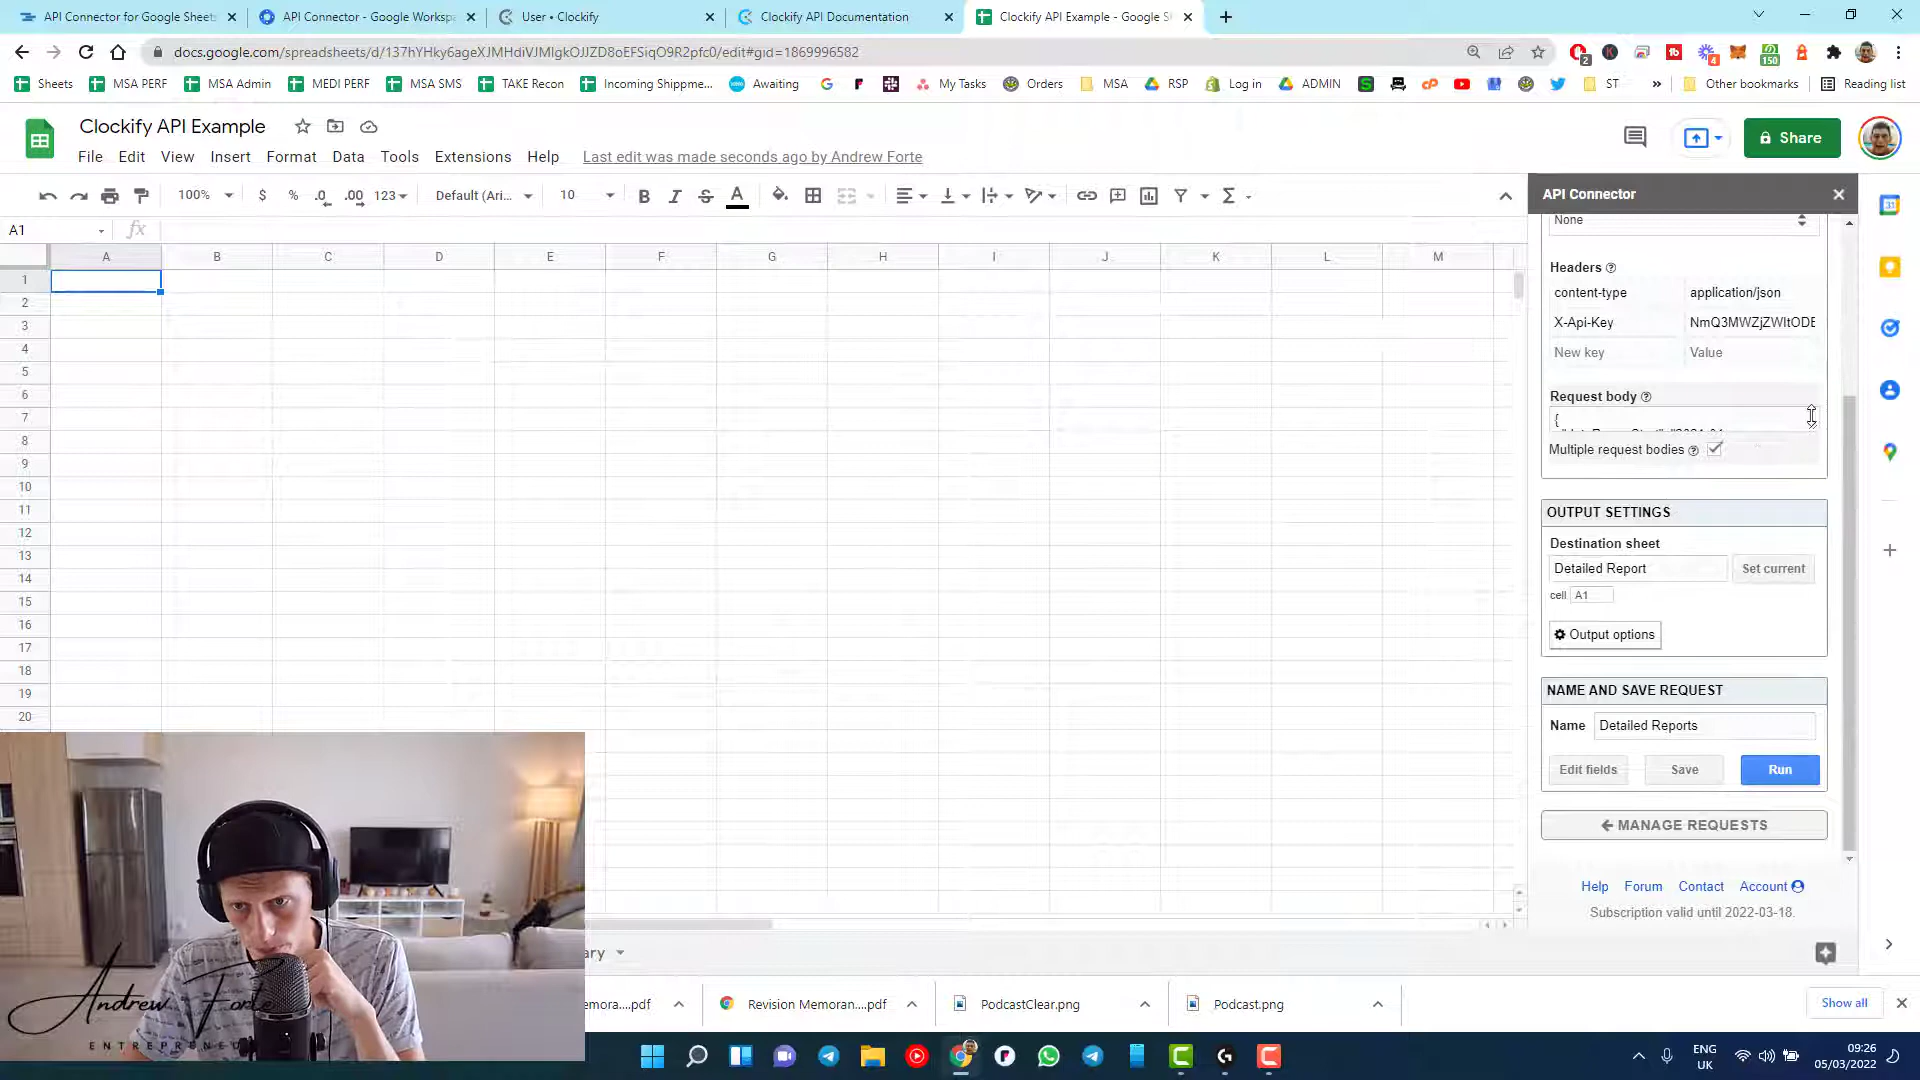 API Connector for Google Sheets
API Connector - Google Workspa
User • Clockify
Clockify API Documentation
Clockify API Example - Google S
docs.google.com/spreadsheets/d/137hYHky6ageXJMHdiVJMlgkOJJZD8oEFSiqO9R2pfc0/edit#gid=1869996582
Sheets
MSA PERF
MSA Admin
MEDI PERF
MSA SMS
TAKE Recon
Incoming Shippme...
Awaiting
My Tasks
Orders
MSA
RSP
Log in
ADMIN
ST
Other bookmarks
Reading list
Clockify API Example
Share
File Edit View Insert Format Data Tools Extensions Help
Last edit was made seconds ago by Andrew Forte
100% $ % .0 .00 123 Default (Ari... 10 B I S A
API Connector
A1
fx
A B C D E F G H I J K L M
1
2
3
4
5
6
7
8
9
10
11
12
13
14
15
16
17
18
19
20
None
Headers
content-type application/json
X-Api-Key NmQ3MWZjZWItODE
New key Value
Request body
{
Multiple request bodies
OUTPUT SETTINGS
Destination sheet
Detailed Report Set current
cell A1
Output options
NAME AND SAVE REQUEST
Name Detailed Reports
Edit fields Save Run
MANAGE REQUESTS
Help Forum Contact Account
Subscription valid until 2022-03-18.
ary
Andrew Forte
ENTREPRENEU
emora....pdf
Revision Memoran....pdf
PodcastClear.png
Podcast.png
Show all
ENG
UK
09:26
05/03/2022